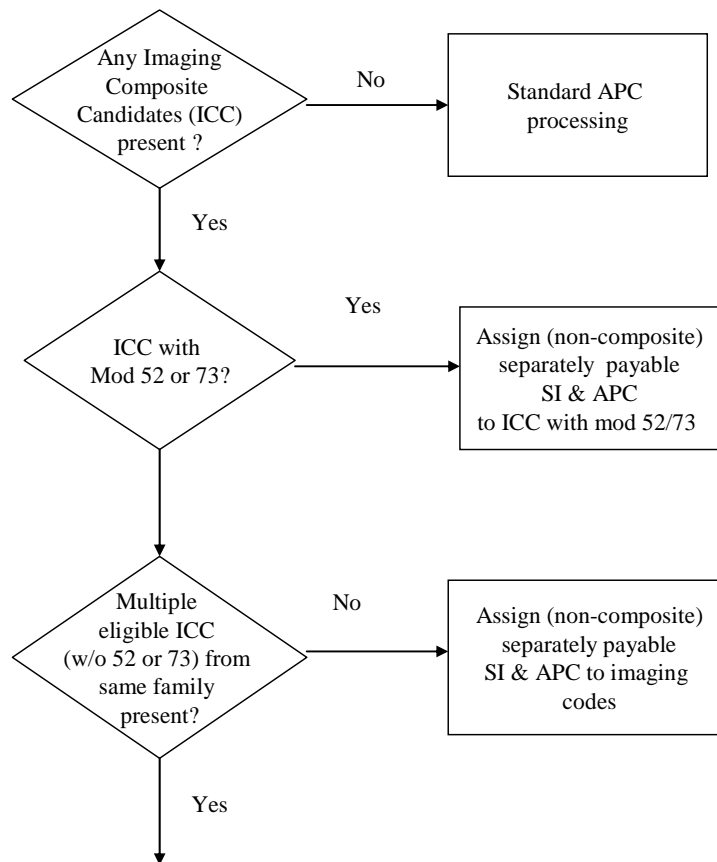 Any Imaging
Composite
Candidates (ICC)
present ?
No
Standard APC
processing
Yes
ICC with
Mod 52 or 73?
Yes
Assign (non-composite)
separately payable
SI & APC
to ICC with mod 52/73
Multiple
eligible ICC
(w/o 52 or 73) from
same family
present?
No
Assign (non-composite)
separately payable
SI & APC to imaging
codes
Yes